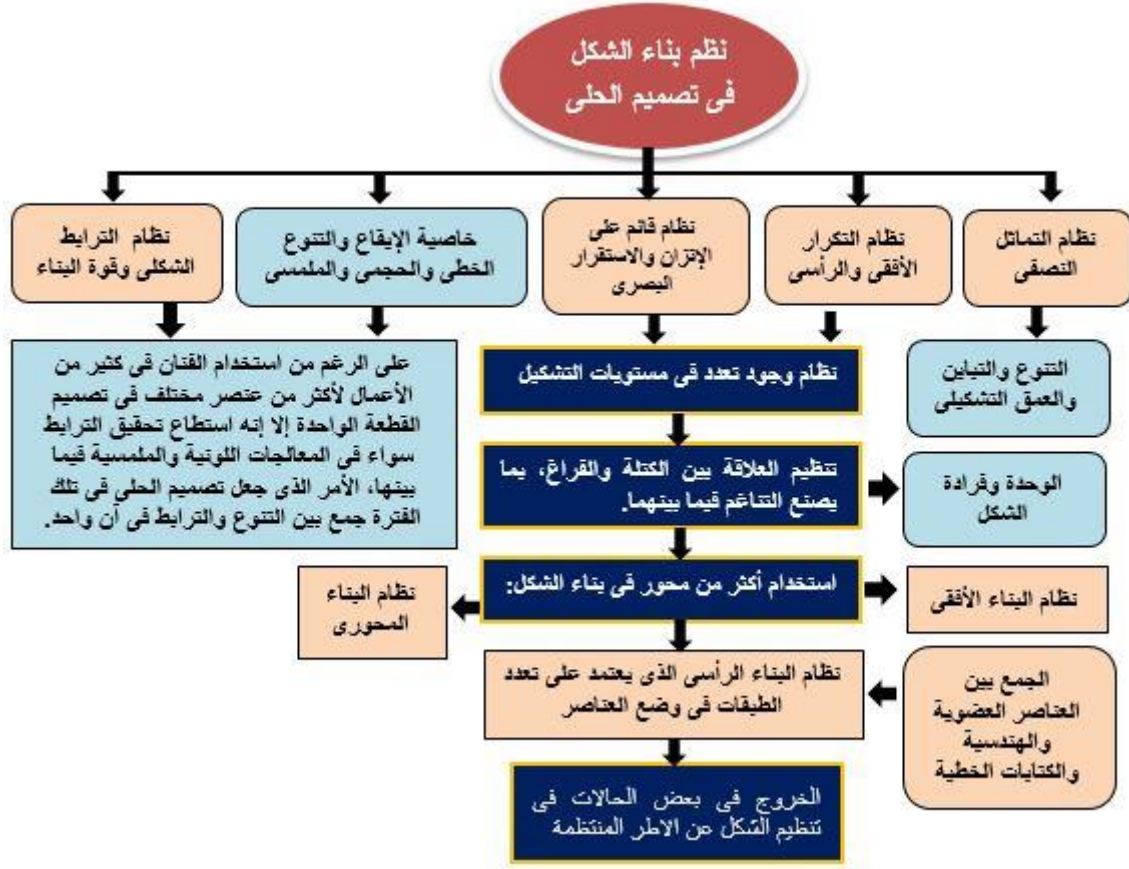 نظم بناء الشكل
فى تصميم الحلى
نظام التماثل
النصفى
نظام التكرار
الأفقى والرأسى
نظام قائم على
الإتزان والاستقرار
البصرى
خاصية الإيقاع والتنوع
الخطى والحجمى والملمسى
نظام الترابط
الشكلى وقوة البناء
التنوع والتباين
والعمق التشكيلى
نظام وجود تعدد فى مستويات التشكيل
على الرغم من استخدام الفنان فى كثير من
الأعمال لأكثر من عنصر مختلف فى تصميم
القطعة الواحدة إلا إنه استطاع تحقيق الترابط
سواء فى المعالجات اللونية والملمسية فيما
بينها، الأمر الذى جعل تصميم الحلى فى تلك
الفترة جمع بين التنوع والترابط فى آن واحد.
تنظيم العلاقة بين الكتلة والفراغ، بما
يصنع التناغم فيما بينهما.
الوحدة وفرادة
الشكل
استخدام أكثر من محور فى بناء الشكل:
نظام البناء الأفقى
نظام البناء
المحورى
نظام البناء الرأسى الذى يعتمد على تعدد
الطبقات فى وضع العناصر
الجمع بين
العناصر العضوية
والهندسية
والكتابات الخطية
الخروج فى بعض الحالات فى
تنظيم الشكل عن الاطر المنتظمة